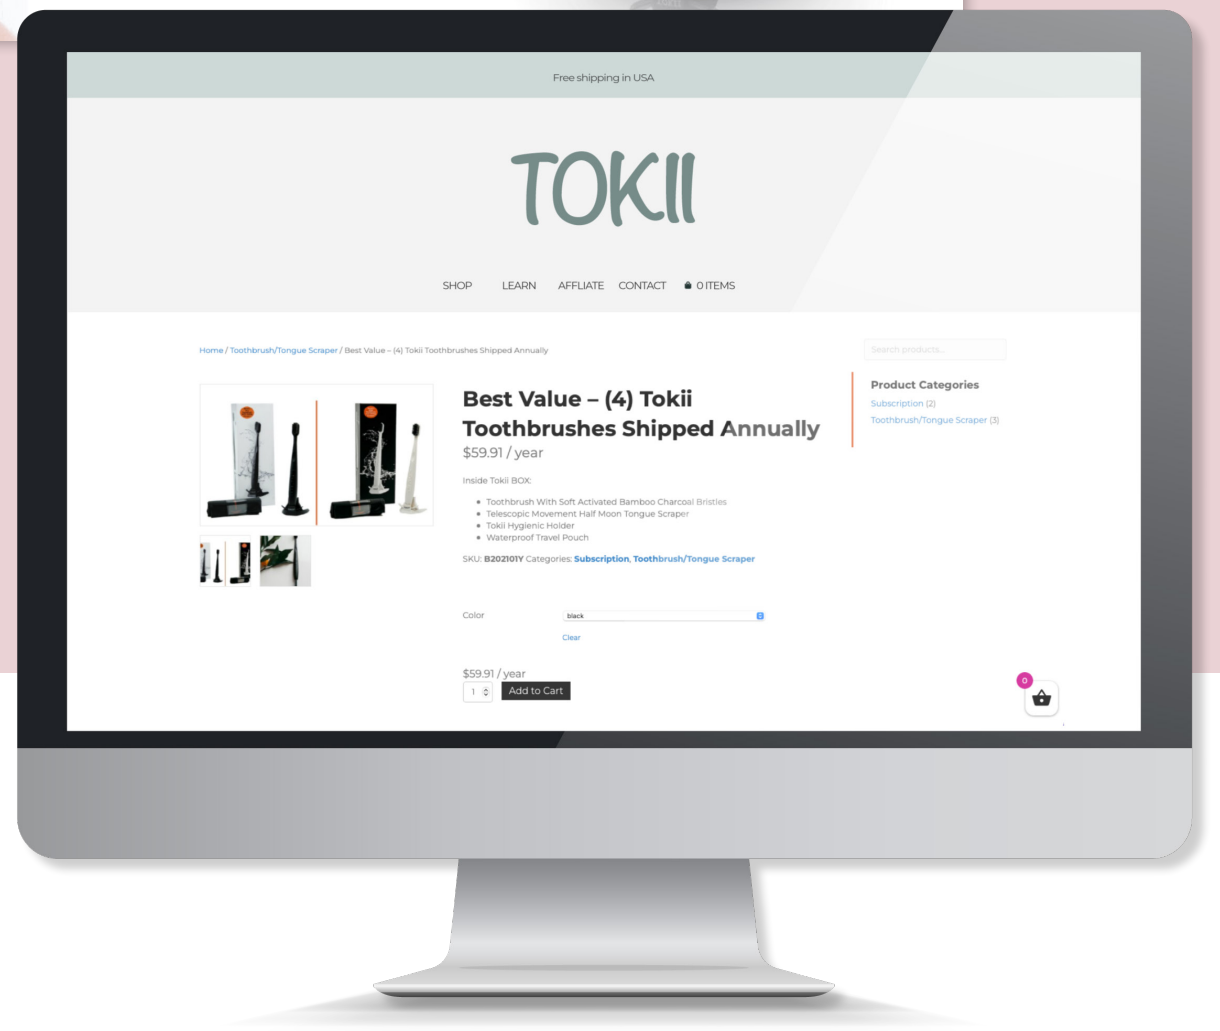 Free shipping in USA
TOKII
SHOP LEARN AFFLIATE CONTACT 0 ITEMS
Home / Toothbrush/Tongue Scraper / Best Value – (4) Tokii Toothbrushes Shipped Annually
Search products...
Best Value – (4) Tokii
Toothbrushes Shipped Annually
$59.91 / year
Inside Tokii BOX:
Toothbrush With Soft Activated Bamboo Charcoal Bristles
Telescopic Movement Half Moon Tongue Scraper
Tokii Hygienic Holder
Waterproof Travel Pouch
SKU: B202101Y Categories: Subscription, Toothbrush/Tongue Scraper
Color black
Clear
$59.91 / year
1 Add to Cart
Product Categories
Subscription (2)
Toothbrush/Tongue Scraper (3)
0